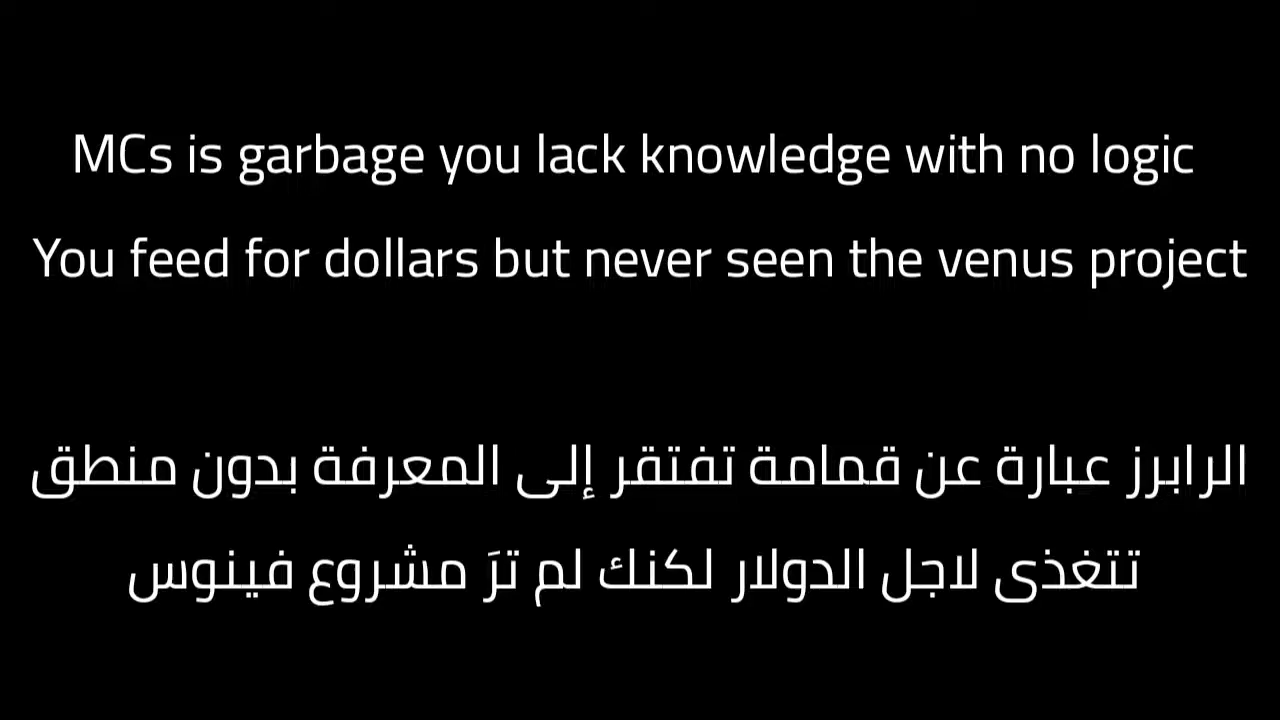 MCs is garbage you lack knowledge with no logic
You feed for dollars but never seen the venus project
الرابرز عبارة عن قمامة تفتقر إلى المعرفة بدون منطق
تتغذى لاجل الدولار لكنك لم ترَ مشروع فينوس